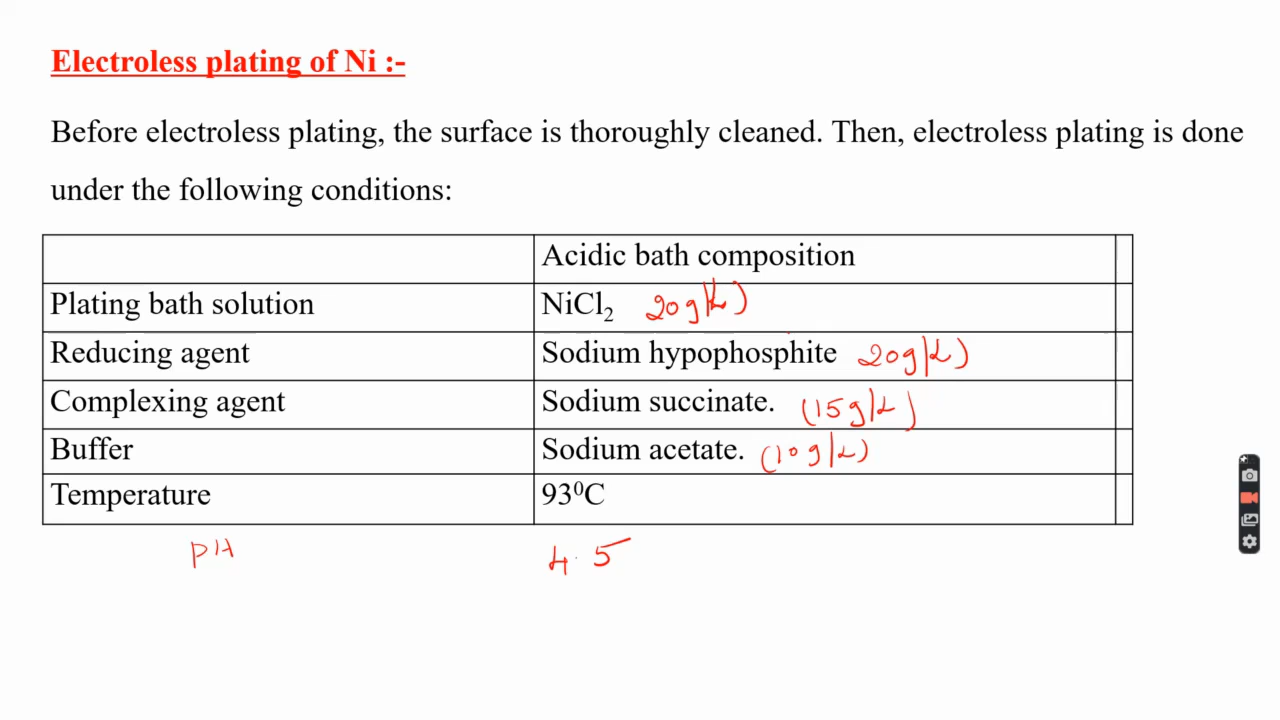 Electroless plating of Ni :-
Before electroless plating, the surface is thoroughly cleaned. Then, electroless plating is done
under the following conditions:
Acidic bath composition
Plating bath solution NiCl₂ 20g|L)
Reducing agent Sodium hypophosphite 20g|L)
Complexing agent Sodium succinate. (15g|L)
Buffer Sodium acetate. (10g|L)
Temperature 93⁰C
PH 4.5